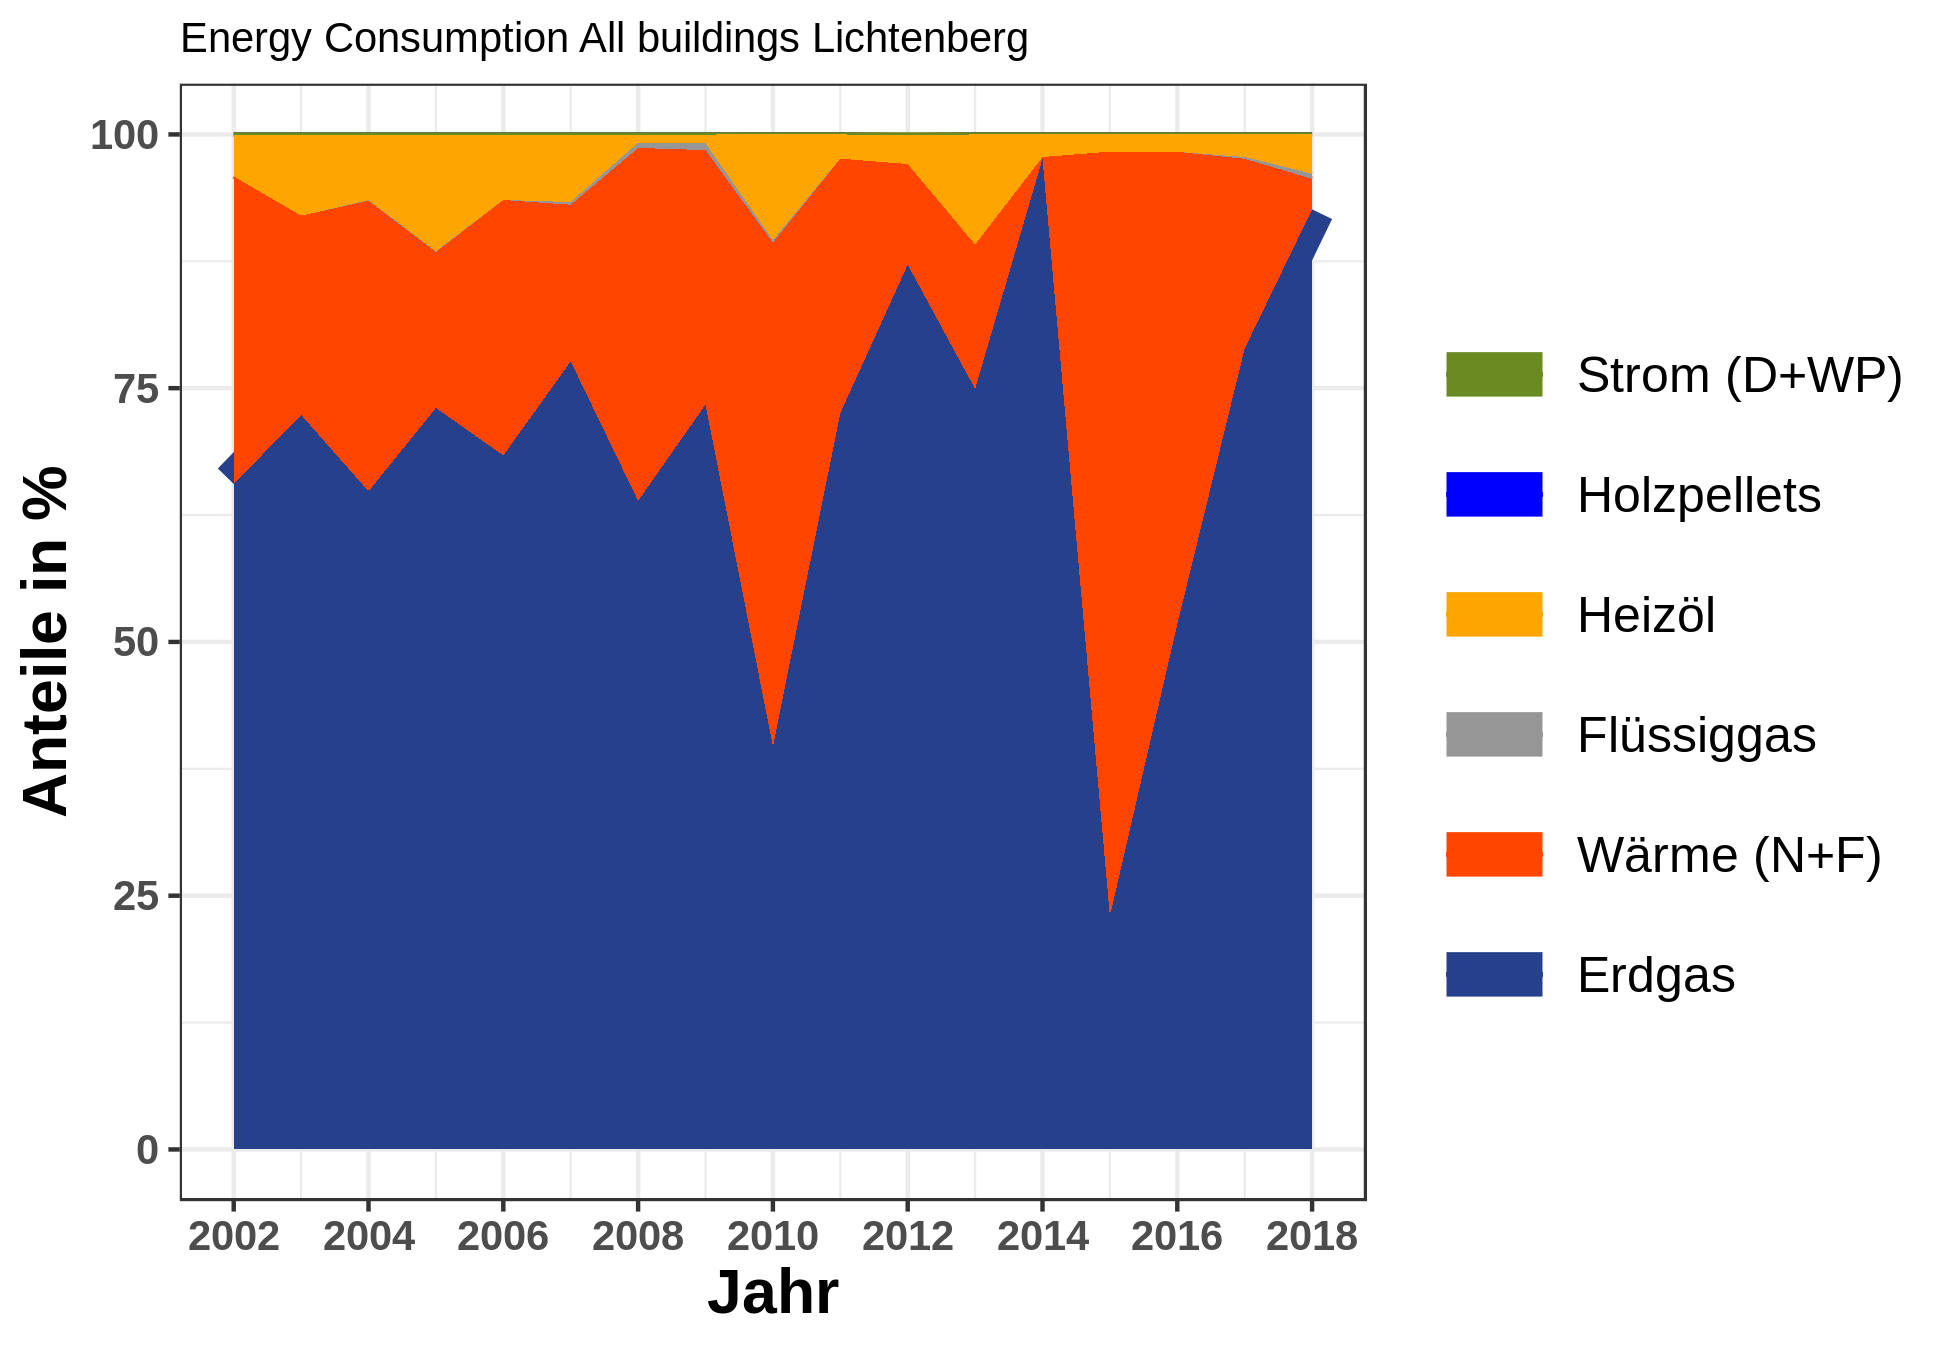 Energy Consumption All buildings Lichtenberg
Anteile in %
100
75
50
25
0
2002 2004 2006 2008 2010 2012 2014 2016 2018
Jahr
Strom (D+WP)
Holzpellets
Heizöl
Flüssiggas
Wärme (N+F)
Erdgas